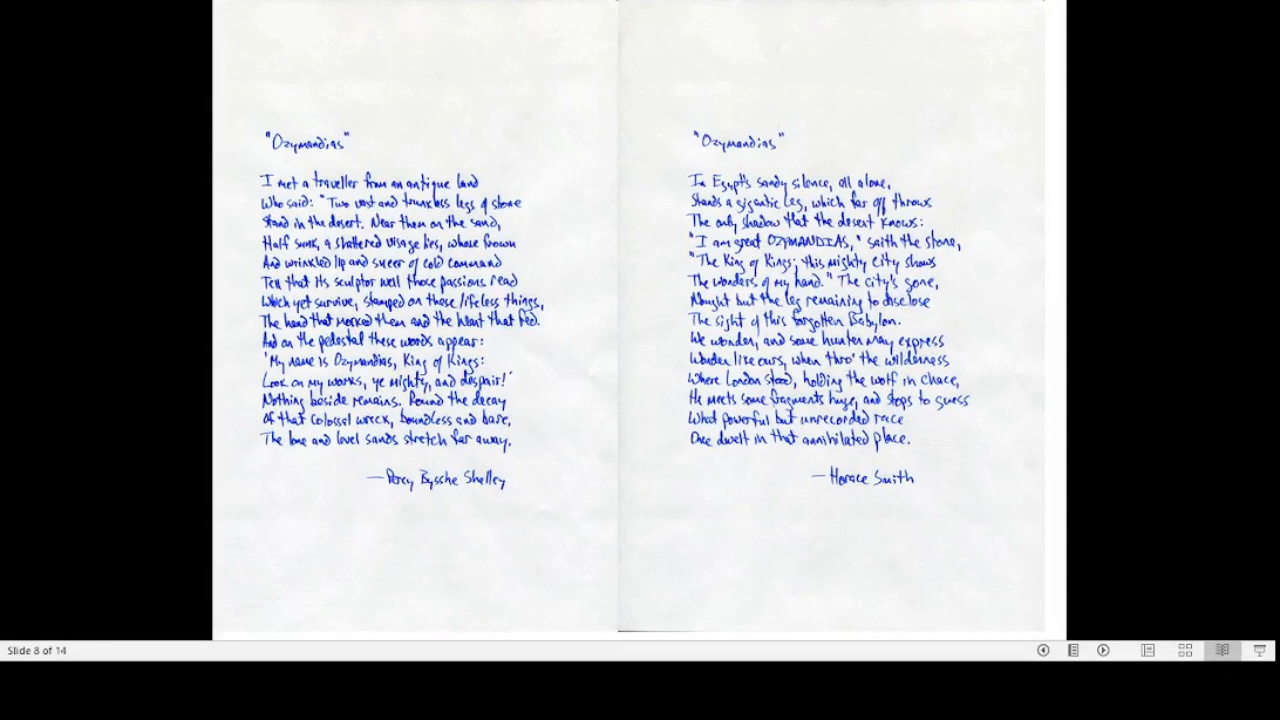 "Ozymandias"
I met a traveller from an antique land
Who said: "Two vast and trunkless legs of stone
Stand in the desert. Near them on the sand,
Half sunk, a shattered visage lies, whose frown
And wrinkled lip and sneer of cold command
Tell that its sculptor well those passions read
Which yet survive, stamped on these lifeless things,
The hand that mocked them and the heart that fed.
And on the pedestal these words appear:
'My name is Ozymandias, King of Kings:
Look on my works, ye mighty, and despair!'
Nothing beside remains. Round the decay
Of that colossal wreck, boundless and bare,
The lone and level sands stretch far away.
—Percy Bysshe Shelley
"Ozymandias"
In Egypt's sandy silence, all alone,
Stands a gigantic Leg, which far off throws
The only shadow that the desert knows:
"I am great OZYMANDIAS," saith the stone,
"The King of Kings; this mighty city shows
The wonders of my hand." The city's gone,
Nought but the leg remaining to disclose
The sight of this forgotten Babylon.
We wonder, and some hunter may express
Wonder like ours, when thro' the wilderness
Where London stood, holding the wolf in chace,
He meets some fragments huge, and stops to guess
What powerful but unrecorded race
Once dwelt in that annihilated place.
—Horace Smith
Slide 8 of 14